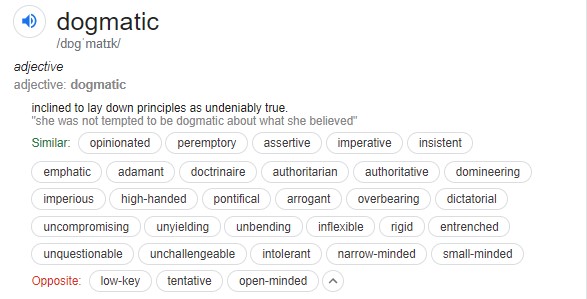 dogmatic
/dɒɡˈmatɪk/
adjective
adjective: dogmatic
inclined to lay down principles as undeniably true.
"she was not tempted to be dogmatic about what she believed"
Similar: opinionated peremptory assertive imperative insistent
emphatic adamant doctrinaire authoritarian authoritative domineering
imperious high-handed pontifical arrogant overbearing dictatorial
uncompromising unyielding unbending inflexible rigid entrenched
unquestionable unchallengeable intolerant narrow-minded small-minded
Opposite: low-key tentative open-minded